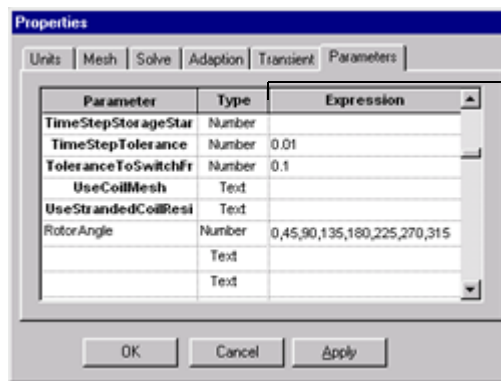 Properties
Units Mesh Solve Adaption Transient Parameters
Parameter Type Expression
TimeStepStorageStar Number
TimeStepTolerance Number 0.01
ToleranceToSwitchFr Number 0.1
UseCoilMesh Text
UseStrandedCoilResi Text
RotorAngle Number 0,45,90,135,180,225,270,315
Text
Text
OK Cancel Apply